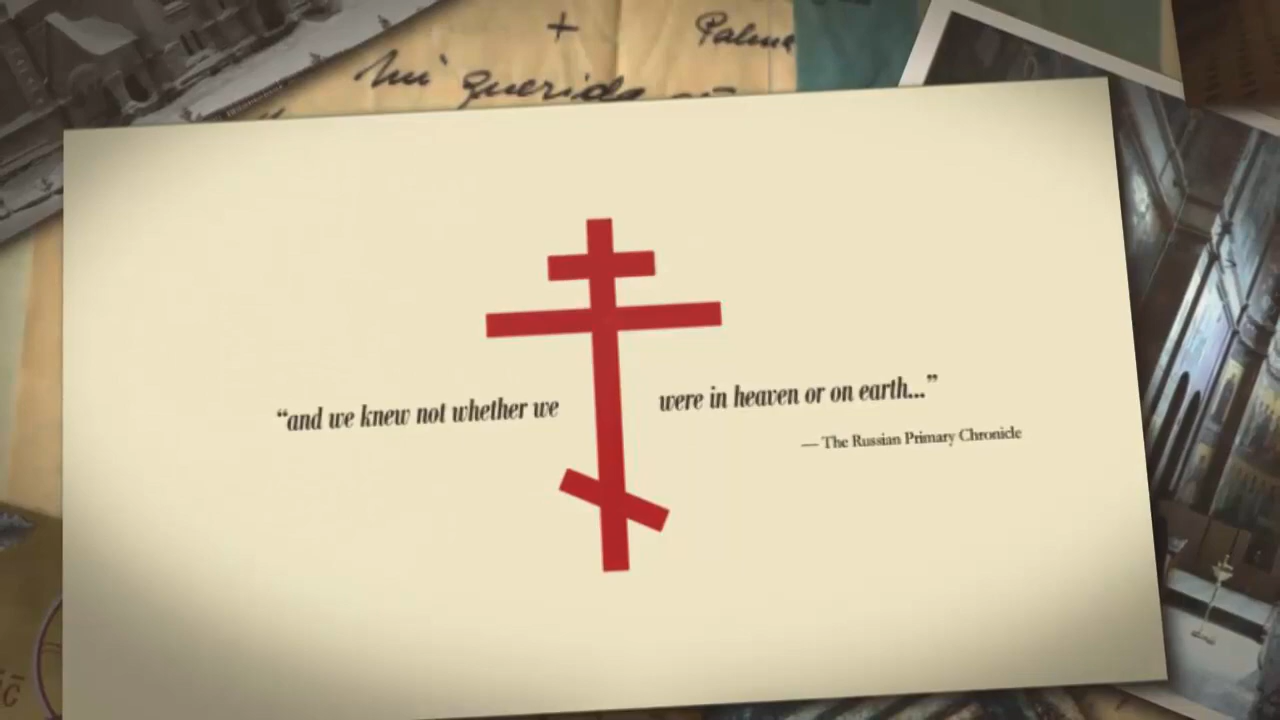 +
Palma
Mi querida
“and we knew not whether we were in heaven or on earth...”
— The Russian Primary Chronicle